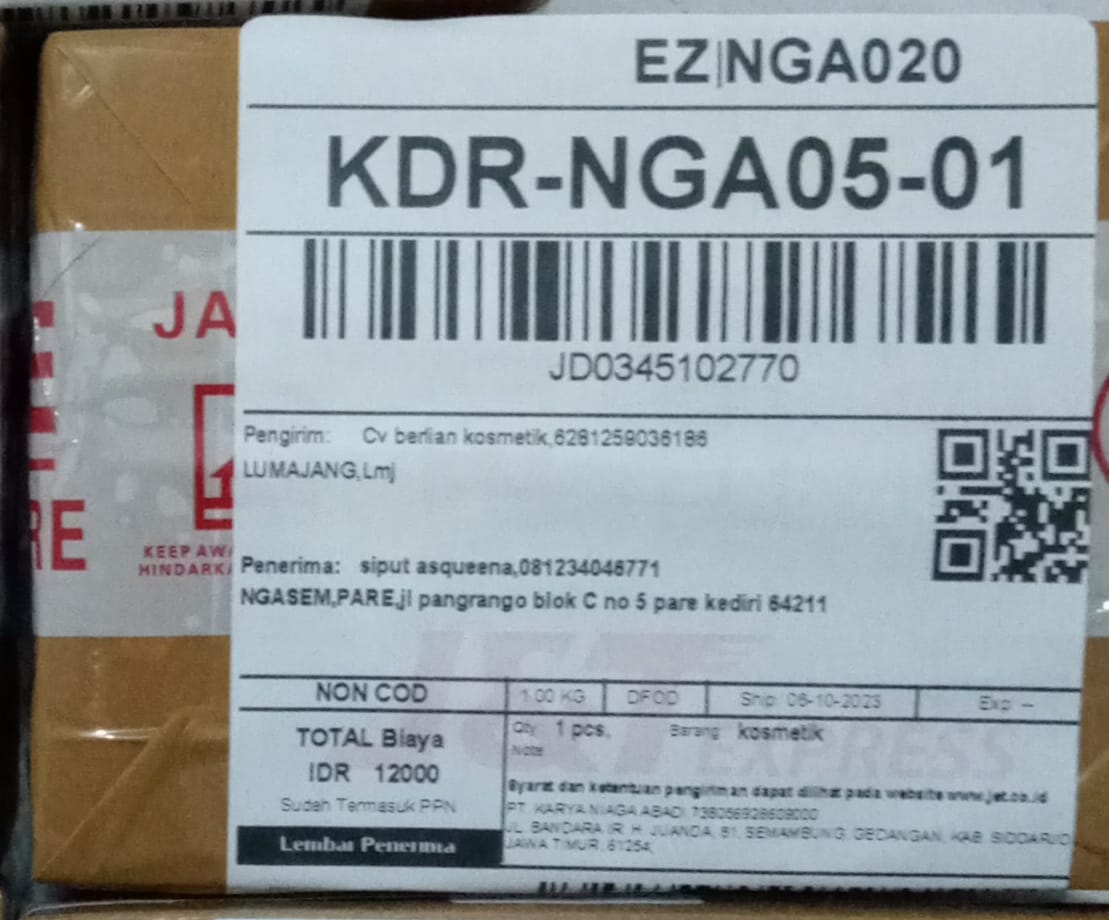 EZ|NGA020
KDR-NGA05-01
JD0345102770
Pengirim: Cv berlian kosmetik,6281259036186
LUMAJANG,Lmj
Penerima: siput asqueena,081234046771
NGASEM,PARE,jl pangrango blok C no 5 pare kediri 64211
NON COD
1.00 KG
DFOD
Ship: 06-10-2023
Exp: --
TOTAL Biaya
IDR 12000
Sudah Termasuk PPN
Lembar Penerima
Qty: 1 pcs, Barang: kosmetik
Note
Syarat dan ketentuan pengiriman dapat dilihat pada website www.jet.co.id
PT. KARYA NIAGA ABADI,
JL. BANDARA IR. H. JUANDA, 81, SEMAMBUNG, GEDANGAN, KAB. SIDOARJO
JAWA TIMUR, 61254,
J&T EXPRESS
JA
RE
KEEP AW
HINDARK